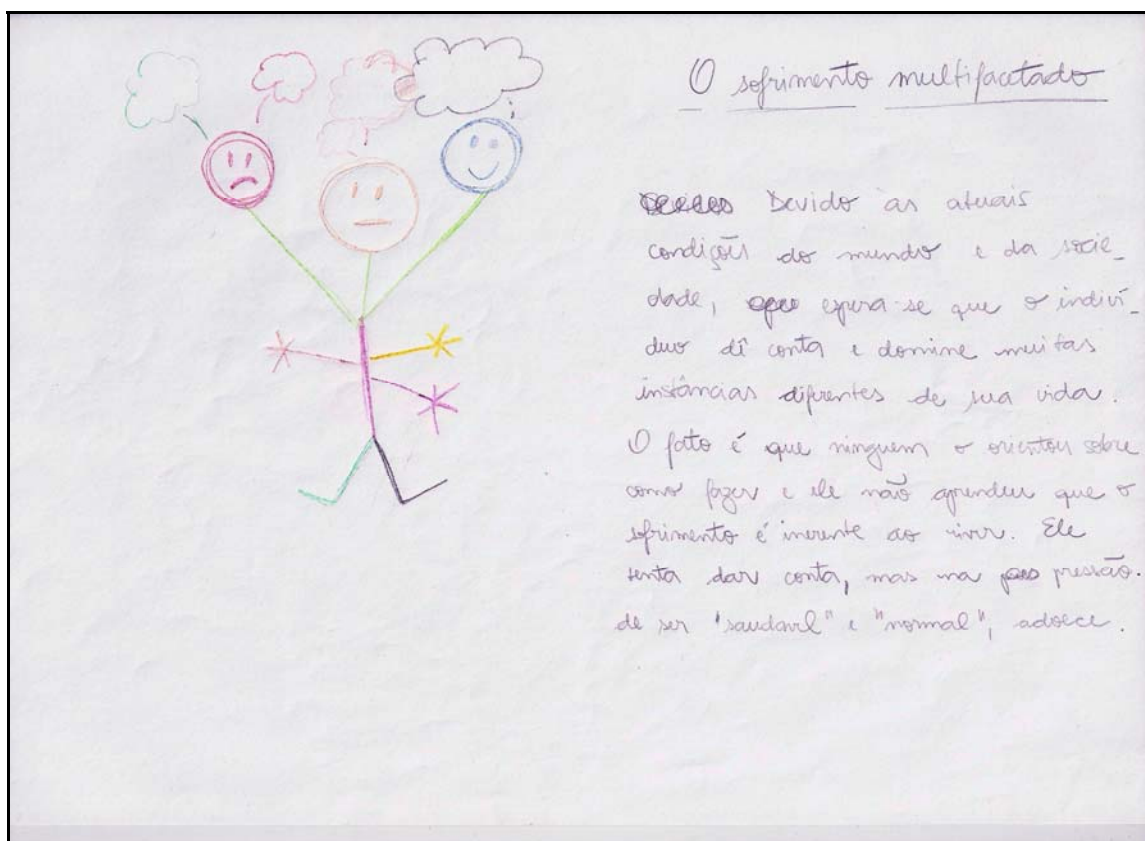 O sofrimento multifacetado
Devido às atuais
condições do mundo e da socie_
dade, espera-se que o indiví_
duo dê conta e domine muitas
instâncias diferentes de sua vida.
O fato é que ninguem o orientou sobre
como fazer e ele não aprendeu que o
sofrimento é inerente ao viver. Ele
tenta dar conta, mas na pressão
de ser "saudavel" e "normal", adoece.